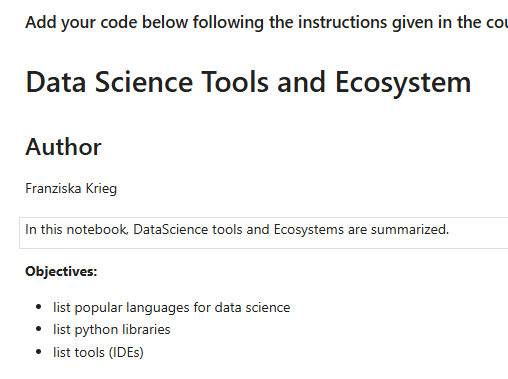 Add your code below following the instructions given in the
Data Science Tools and Ecosystem
Author
Franziska Krieg
In this notebook, DataScience tools and Ecosystems are summarized.
Objectives:
• list popular languages for data science
• list python libraries
• list tools (IDEs)